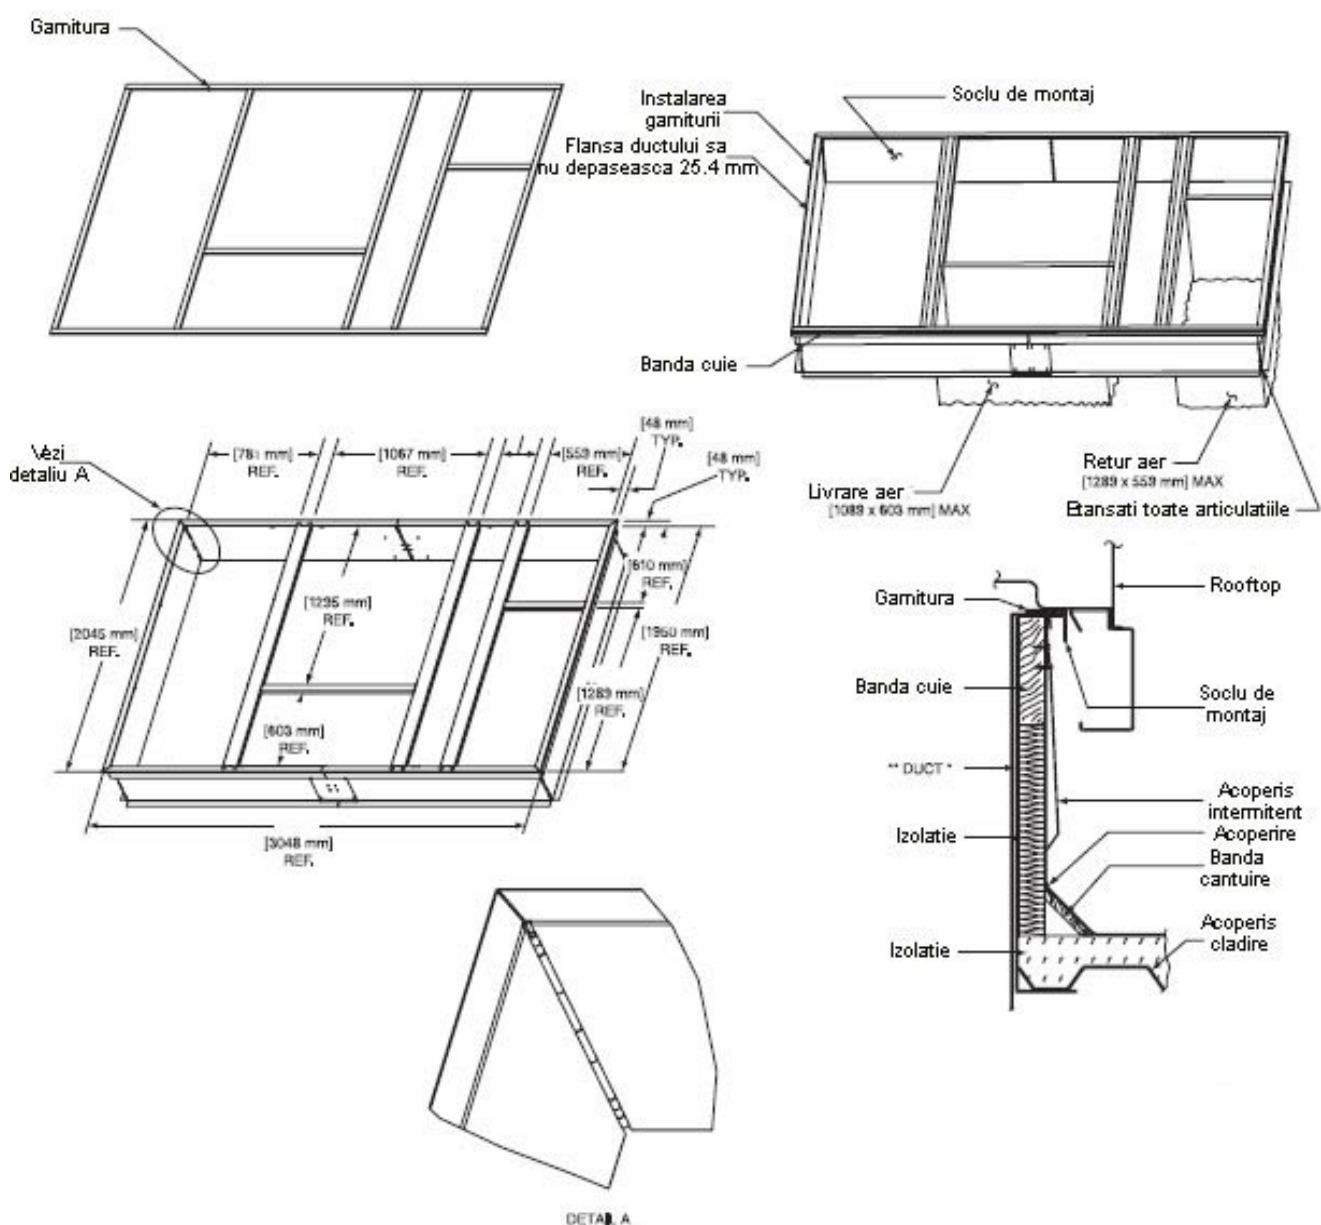 Garnitura
Instalarea
garniturii
Flansa ductului sa
nu depaseasca 25.4 mm
Soclu de montaj
Banda cuie
Livrare aer
[1089 x 603 mm] MAX
Retur aer
[1289 x 559 mm] MAX
Etansati toate articulatiile
Vezi
detaliu A
[781 mm]
REF.
[1067 mm]
REF.
[559 mm]
REF.
[48 mm]
TYP.
[48 mm]
TYP.
[610 mm]
REF.
[1295 mm]
REF.
[2045 mm]
REF.
[1950 mm]
REF.
[1289 mm]
REF.
[603 mm]
REF.
[3048 mm]
REF.
Garnitura
Rooftop
Banda cuie
Soclu de
montaj
** DUCT *
Acoperis
intermitent
Izolatie
Acoperire
Banda
cantuire
Izolatie
Acoperis
cladire
DETAIL A